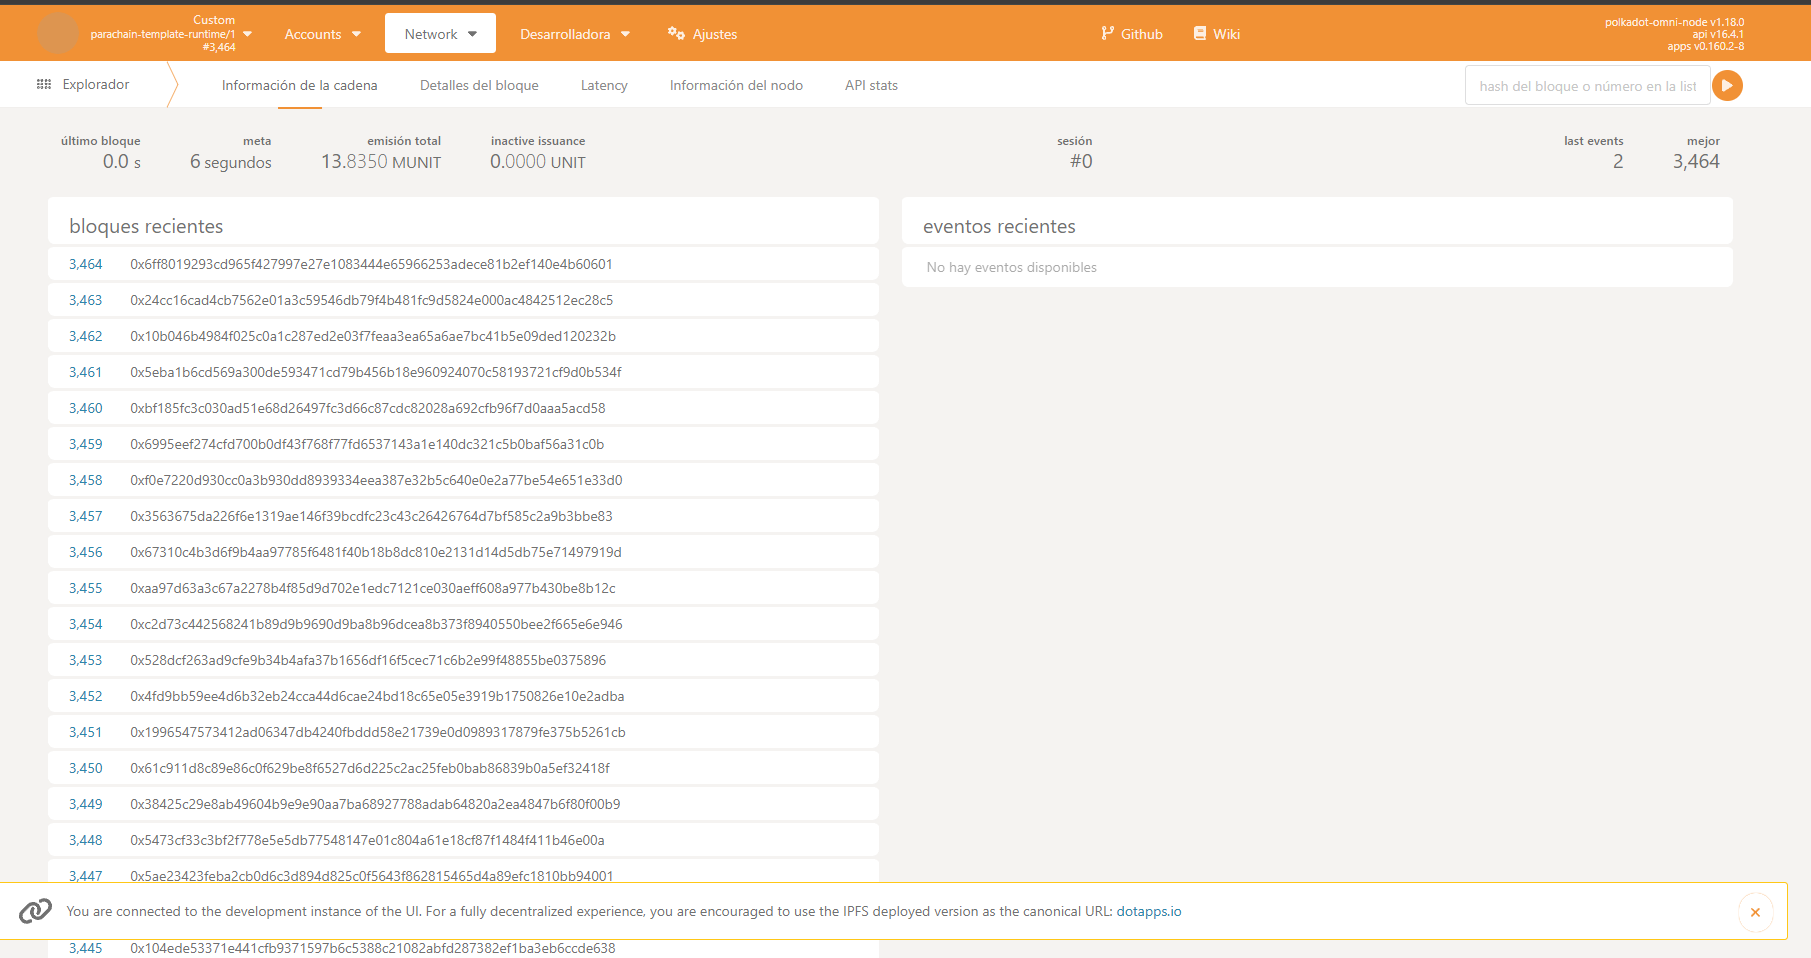 Custom
parachain-template-runtime/1
#3,464
Accounts
Network
Desarrolladora
Ajustes
Github
Wiki
polkadot-omni-node v1.18.0
api v16.4.1
apps v0.160.2-8
Explorador
Información de la cadena
Detalles del bloque
Latency
Información del nodo
API stats
hash del bloque o número en la list
último bloque
0.0 s
meta
6 segundos
emisión total
13.8350 MUNIT
inactive issuance
0.0000 UNIT
sesión
#0
last events
2
mejor
3,464
bloques recientes
3,464 0x6ff8019293cd965f427997e27e1083444e65966253adece81b2ef140e4b60601
3,463 0x24cc16cad4cb7562e01a3c59546db79f4b481fc9d5824e000ac4842512ec28c5
3,462 0x10b046b4984f025c0a1c287ed2e03f7feaa3ea65a6ae7bc41b5e09ded120232b
3,461 0x5eba1b6cd569a300de593471cd79b456b18e960924070c58193721cf9d0b534f
3,460 0xbf185fc3c030ad51e68d26497fc3d66c87cdc82028a692cfb96f7d0aaa5acd58
3,459 0x6995eef274cfd700b0df43f768f77fd6537143a1e140dc321c5b0baf56a31c0b
3,458 0xf0e7220d930cc0a3b930dd8939334eea387e32b5c640e0e2a77be54e651e33d0
3,457 0x3563675da226f6e1319ae146f39bcdfc23c43c26426764d7bf585c2a9b3bbe83
3,456 0x67310c4b3d6f9b4aa97785f6481f40b18b8dc810e2131d14d5db75e71497919d
3,455 0xaa97d63a3c67a2278b4f85d9d702e1edc7121ce030aeff608a977b430be8b12c
3,454 0xc2d73c442568241b89d9b9690d9ba8b96dcea8b373f8940550bee2f665e6e946
3,453 0x528dcf263ad9cfe9b34b4afa37b1656df16f5cec71c6b2e99f48855be0375896
3,452 0x4fd9bb59ee4d6b32eb24cca44d6cae24bd18c65e05e3919b1750826e10e2adba
3,451 0x1996547573412ad06347db4240fbddd58e21739e0d0989317879fe375b5261cb
3,450 0x61c911d8c89e86c0f629be8f6527d6d225c2ac25feb0bab86839b0a5ef32418f
3,449 0x38425c29e8ab49604b9e9e90aa7ba68927788adab64820a2ea4847b6f80f00b9
3,448 0x5473cf33c3bf2f778e5e5db77548147e01c804a61e18cf87f1484f411b46e00a
3,447 0x5ae23423feba2cb0d6c3d894d825c0f5643f862815465d4a89efc1810bb94001
3,445 0x104ede53371e441cfb9371597b6c5388c21082abfd287382ef1ba3eb6ccde638
eventos recientes
No hay eventos disponibles
You are connected to the development instance of the UI. For a fully decentralized experience, you are encouraged to use the IPFS deployed version as the canonical URL: dotapps.io